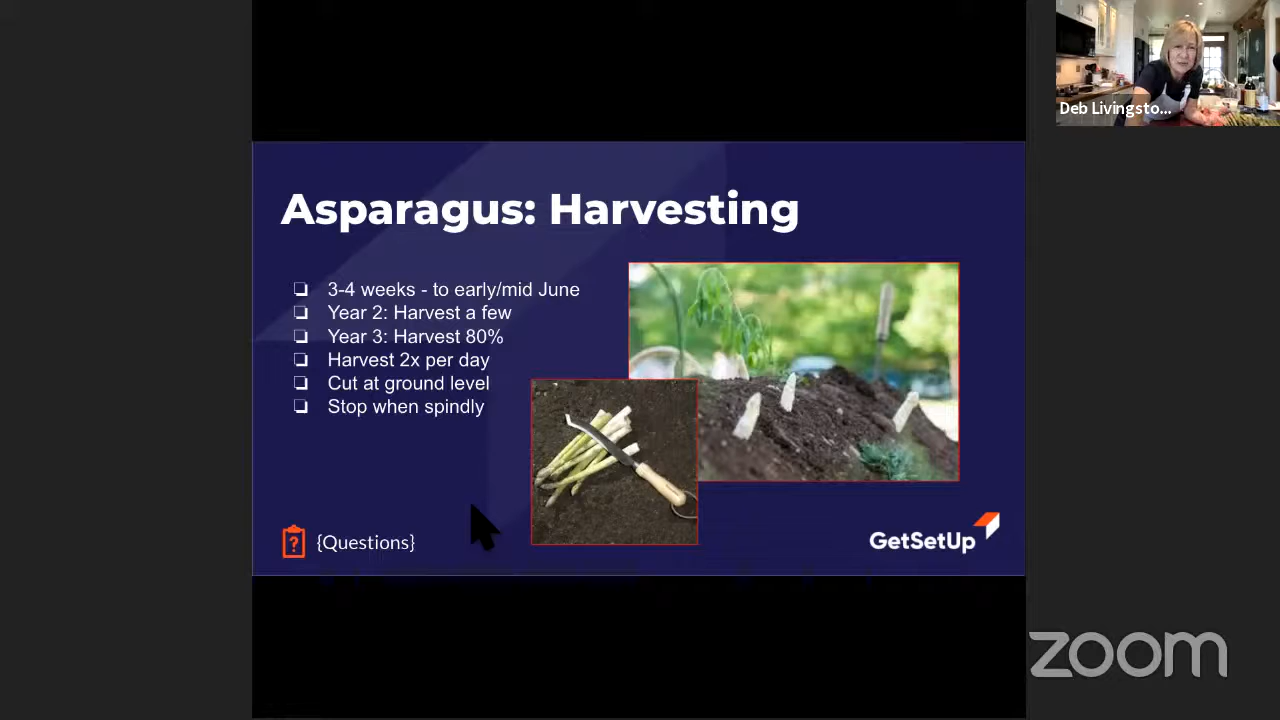 Deb Livingsto...
Asparagus: Harvesting
3-4 weeks - to early/mid June
Year 2: Harvest a few
Year 3: Harvest 80%
Harvest 2x per day
Cut at ground level
Stop when spindly
{Questions}
GetSetUp
zoom